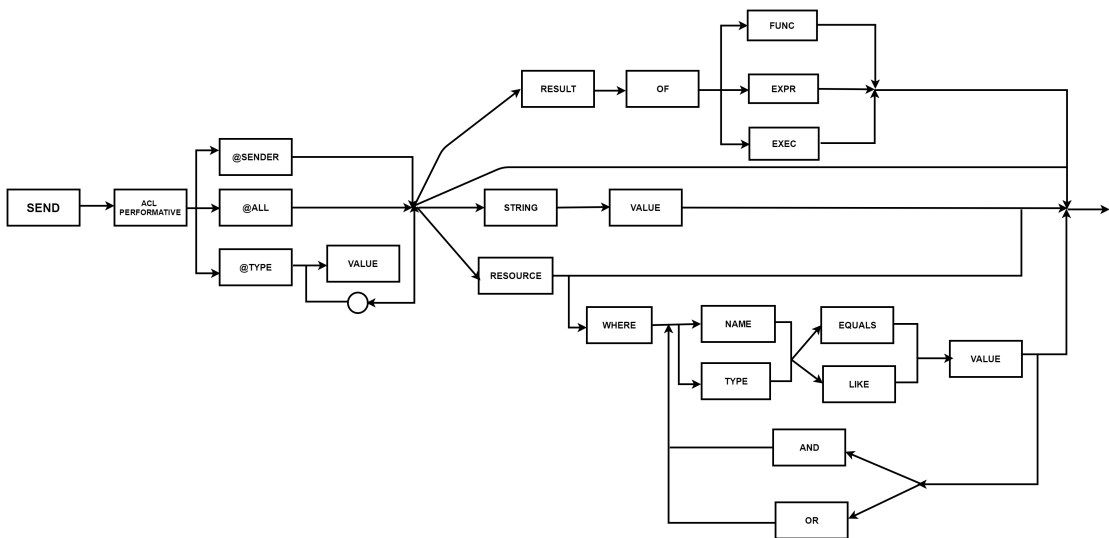 FUNC
RESULT
OF
EXPR
EXEC
@SENDER
SEND
ACL
PERFORMATIVE
@ALL
STRING
VALUE
@TYPE
VALUE
RESOURCE
WHERE
NAME
EQUALS
VALUE
TYPE
LIKE
AND
OR